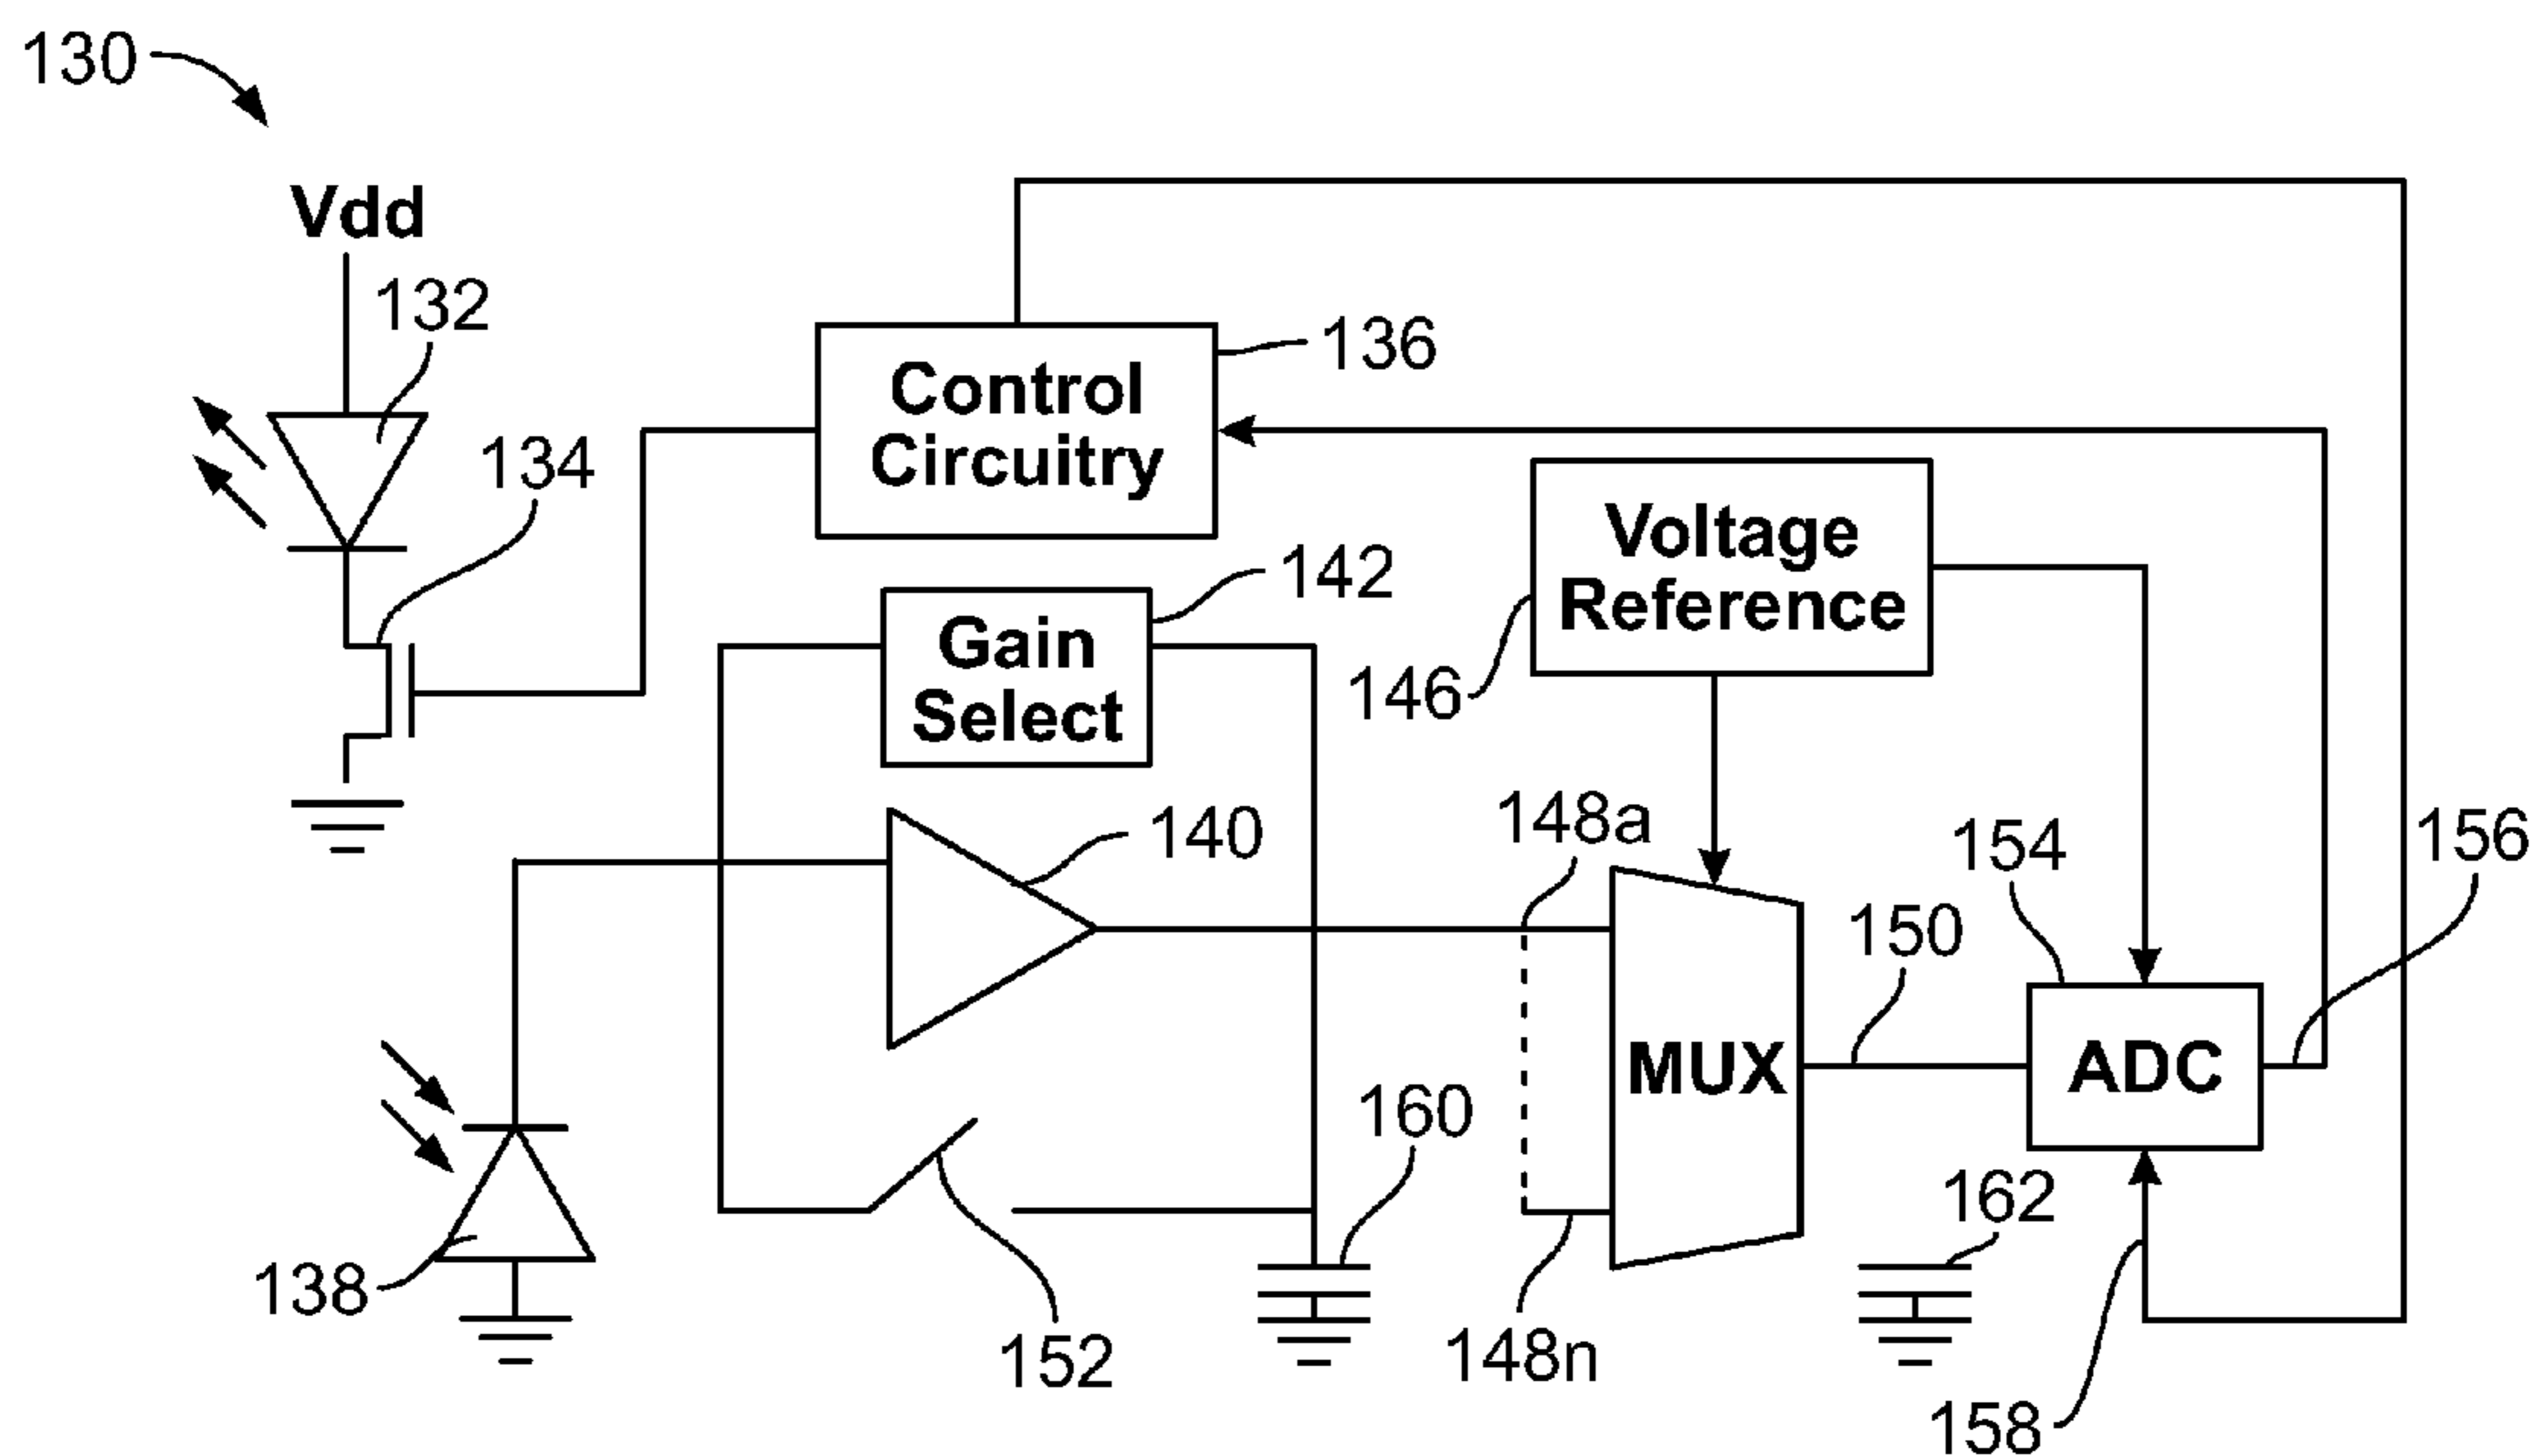 130
Vdd
132
134
136
Control
Circuitry
142
Gain
Select
Voltage
Reference
146
140
148a
154
156
150
MUX
ADC
160
162
138
152
148n
158